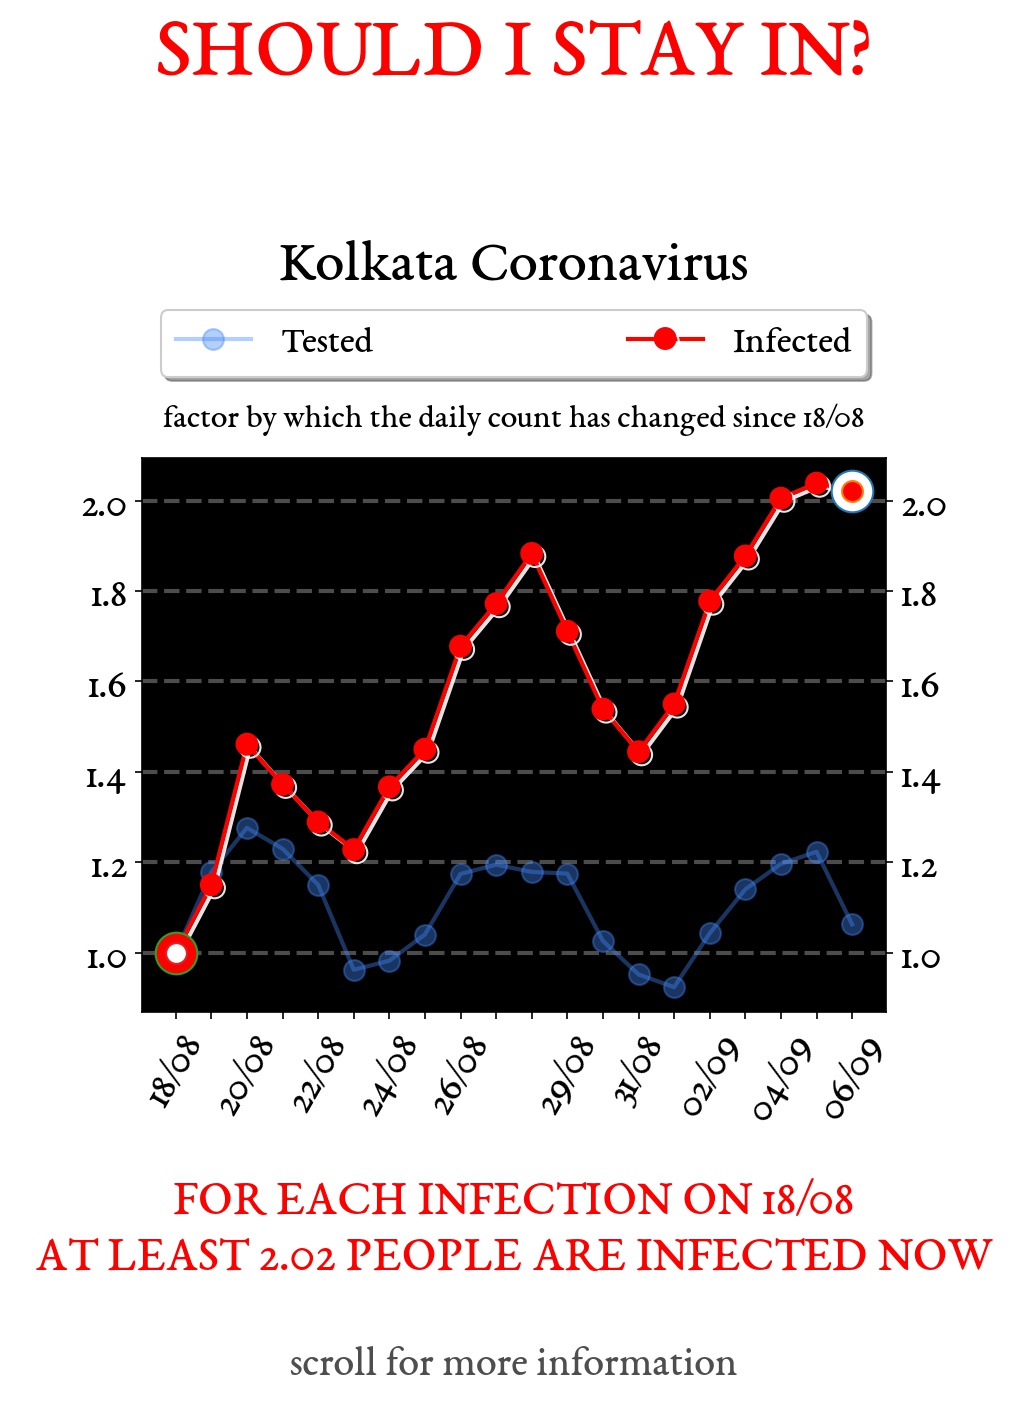 SHOULD I STAY IN?
Kolkata Coronavirus
Tested Infected
factor by which the daily count has changed since 18/08
2.0 2.0
1.8 1.8
1.6 1.6
1.4 1.4
1.2 1.2
1.0 1.0
18/08 20/08 22/08 24/08 26/08 29/08 31/08 02/09 04/09 06/09
FOR EACH INFECTION ON 18/08
AT LEAST 2.02 PEOPLE ARE INFECTED NOW
scroll for more information